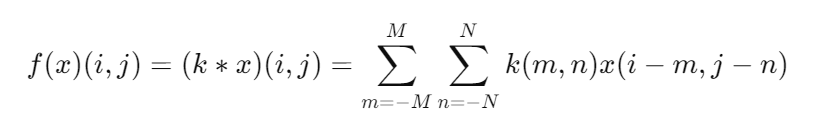 f(x)(i, j) = (k ∗ x)(i, j) = \sum_{m=-M}^{M} \sum_{n=-N}^{N} k(m, n)x(i − m, j − n)